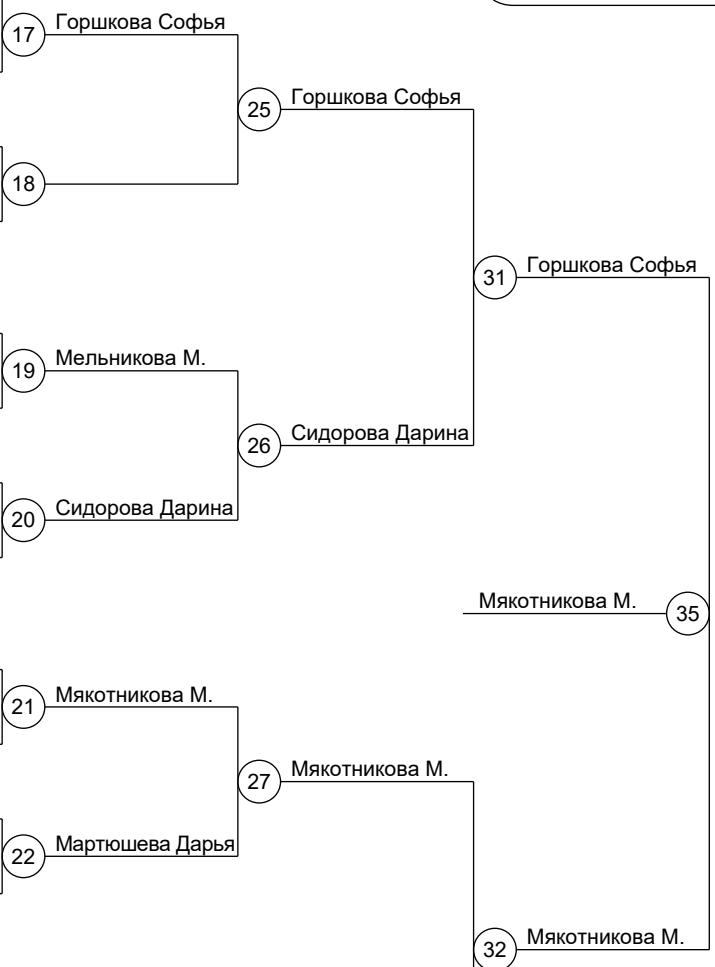 17 Горшкова Софья
25 Горшкова Софья
18
31 Горшкова Софья
19 Мельникова М.
26 Сидорова Дарина
20 Сидорова Дарина
Мякотникова М. 35
21 Мякотникова М.
27 Мякотникова М.
22 Мартюшева Дарья
32 Мякотникова М.